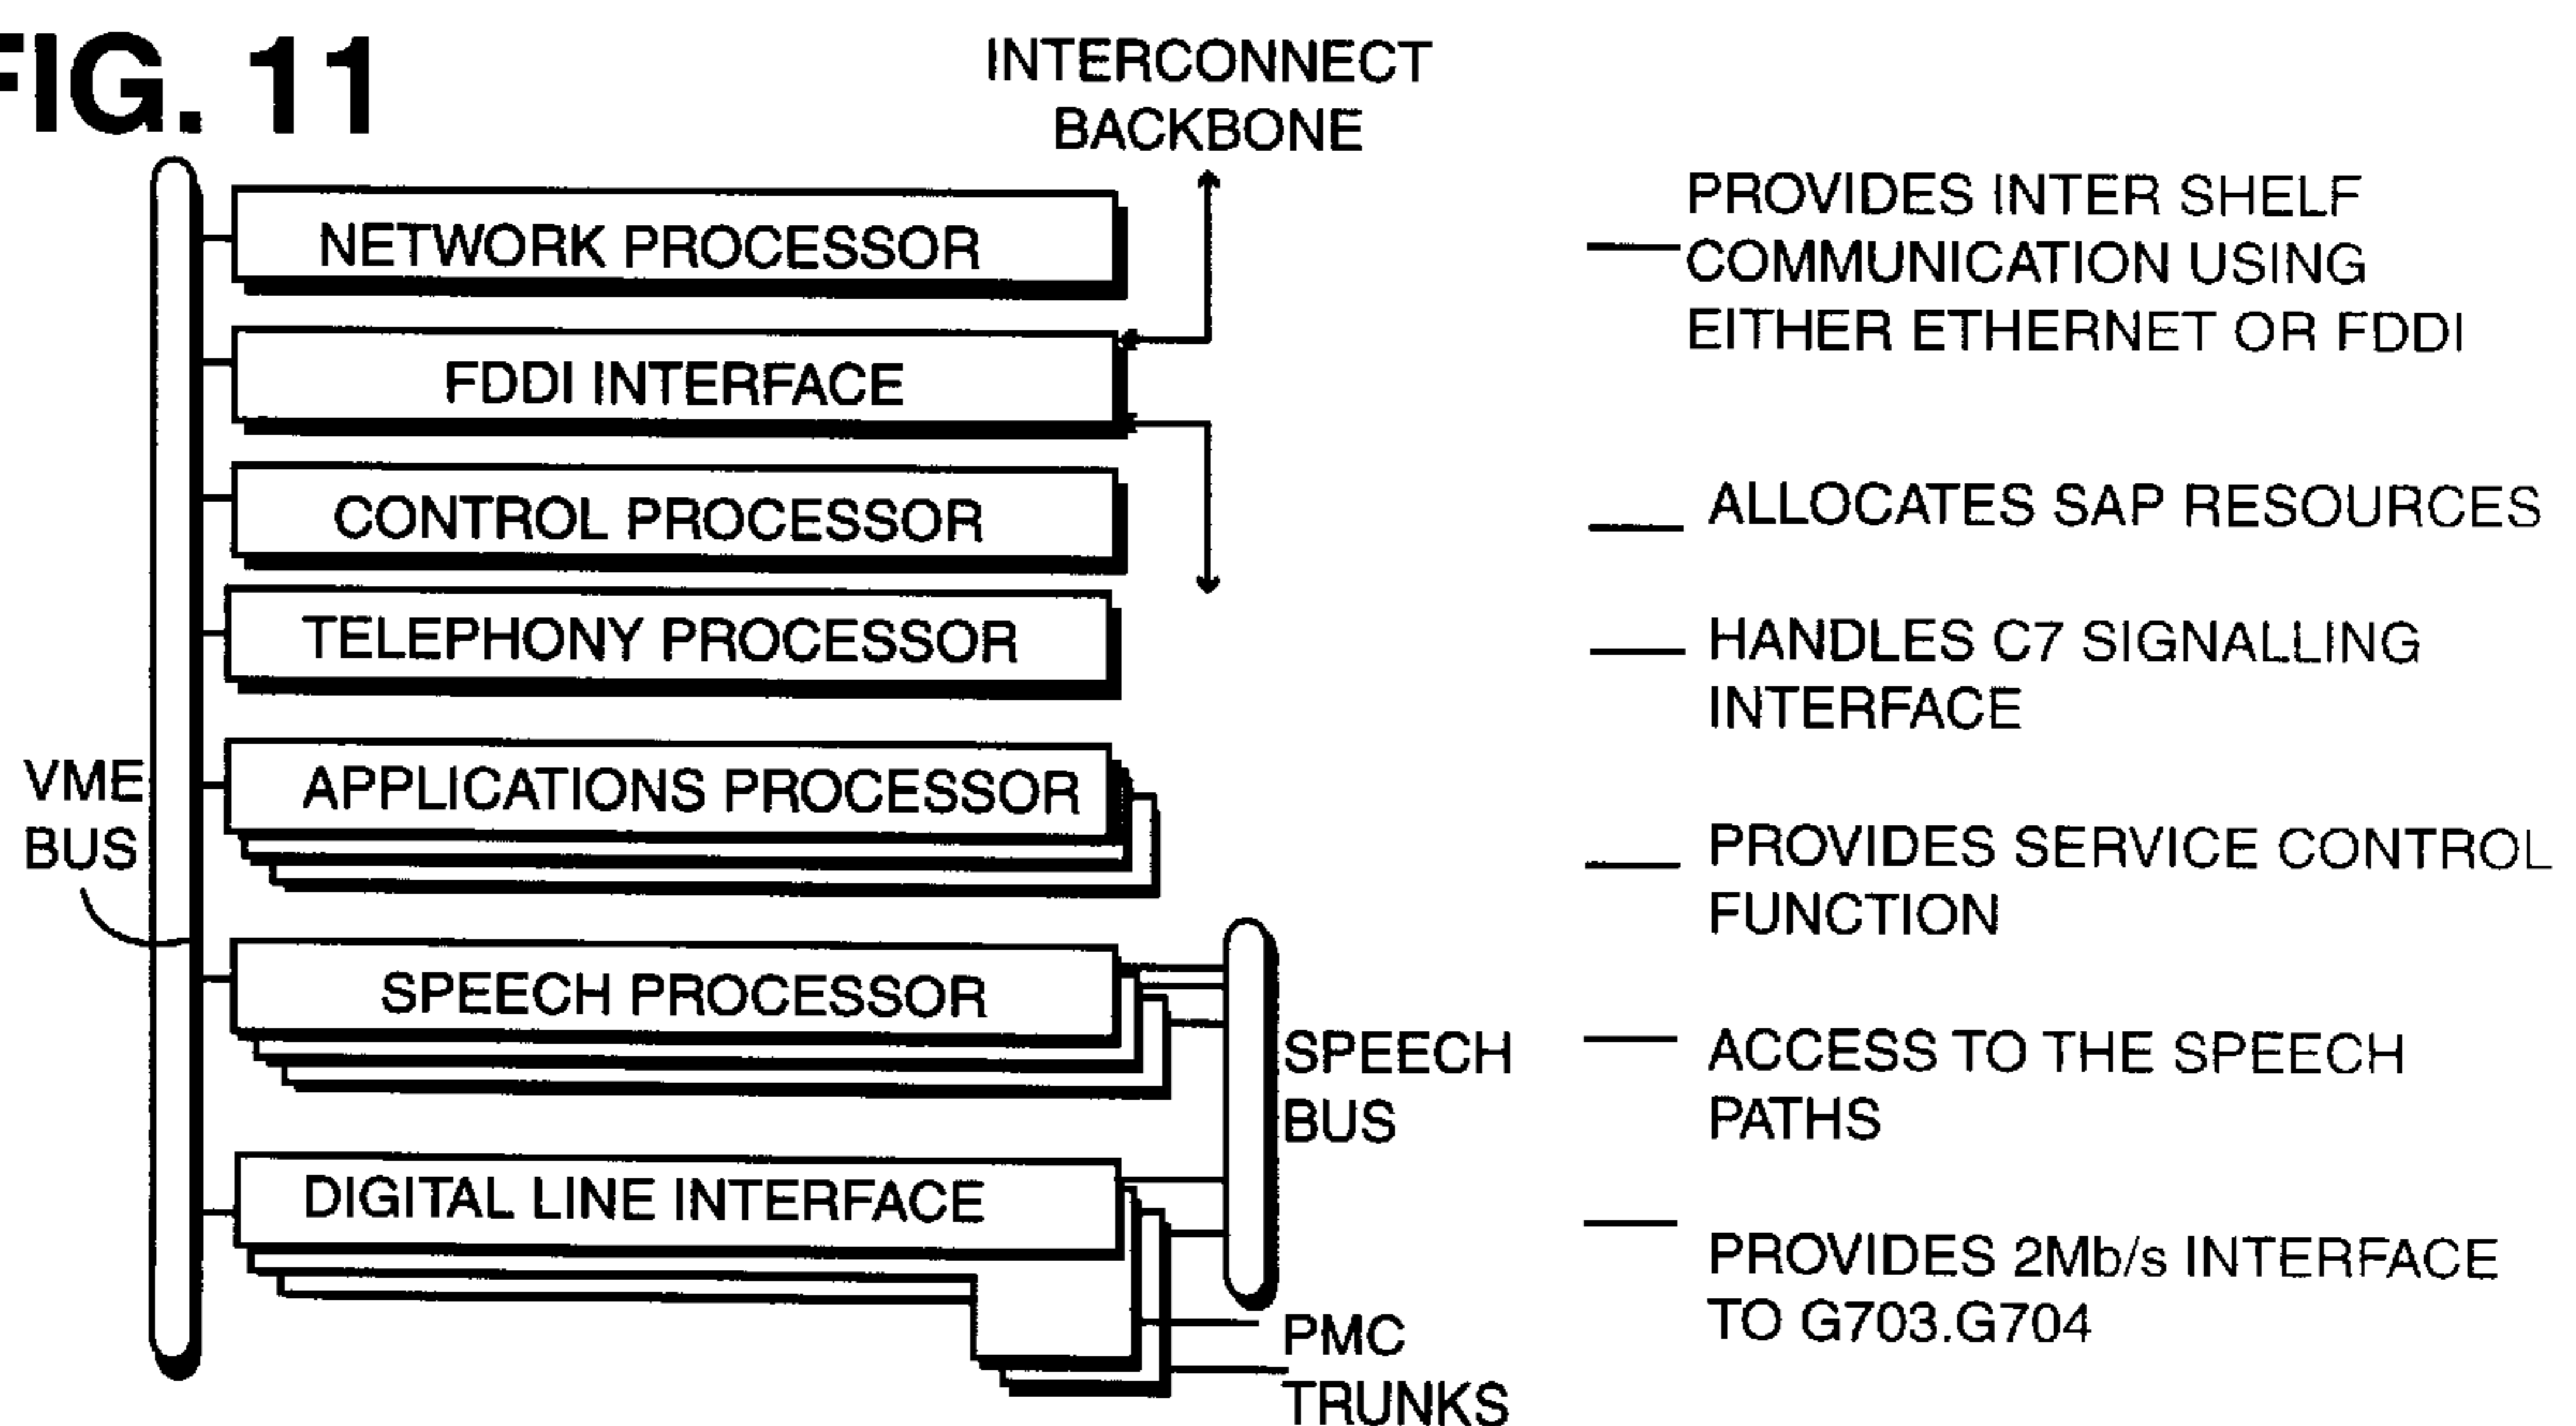 FIG. 11
INTERCONNECT
BACKBONE
NETWORK PROCESSOR
FDDI INTERFACE
CONTROL PROCESSOR
TELEPHONY PROCESSOR
APPLICATIONS PROCESSOR
SPEECH PROCESSOR
DIGITAL LINE INTERFACE
VME
BUS
SPEECH
BUS
PMC
TRUNKS
PROVIDES INTER SHELF
COMMUNICATION USING
EITHER ETHERNET OR FDDI
ALLOCATES SAP RESOURCES
HANDLES C7 SIGNALLING
INTERFACE
PROVIDES SERVICE CONTROL
FUNCTION
ACCESS TO THE SPEECH
PATHS
PROVIDES 2Mb/s INTERFACE
TO G703.G704